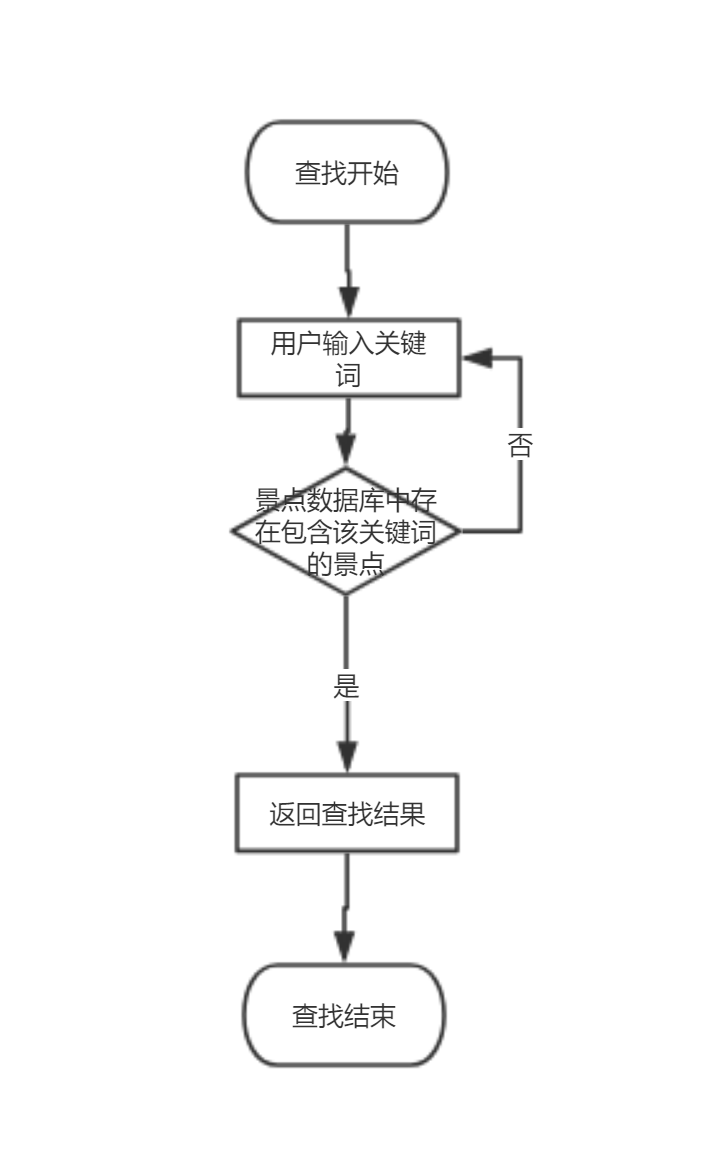 查找开始
用户输入关键
词
否
景点数据库中存
在包含该关键词
的景点
是
返回查找结果
查找结束